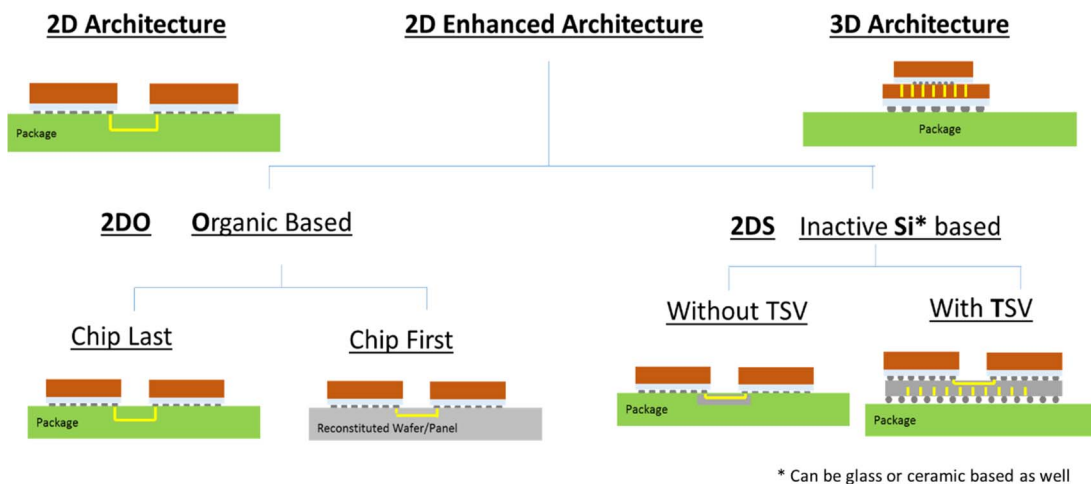 2D Architecture
2D Enhanced Architecture
3D Architecture
Package
Package
2DO Organic Based
2DS Inactive Si* based
Chip Last
Chip First
Without TSV
With TSV
Package
Reconstituted Wafer/Panel
Package
Package
* Can be glass or ceramic based as well